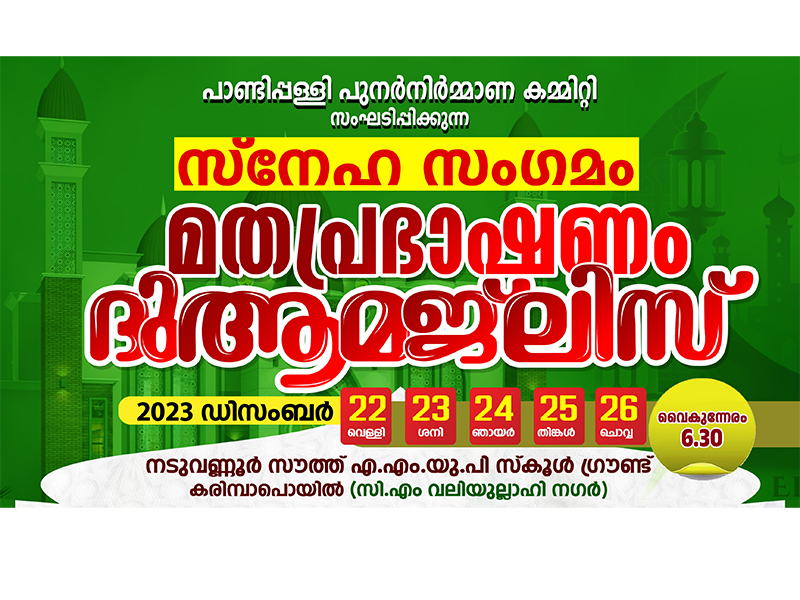 പാണ്ടിപ്പള്ളി പുനർനിർമ്മാണ കമ്മിറ്റി
സംഘടിപ്പിക്കുന്ന
സ്നേഹ സംഗമം
മതപ്രഭാഷണം
ദുആമജ്‌ലിസ്
2023 ഡിസംബർ 22 23 24 25 26
വെള്ളി ശനി ഞായർ തിങ്കൾ ചൊവ്വ
വൈകുന്നേരം
6.30
നടുവണ്ണൂർ സൗത്ത് എ.എം.യു.പി സ്കൂൾ ഗ്രൗണ്ട്
കരിമ്പാപൊയിൽ (സി.എം വലിയുല്ലാഹി നഗർ)